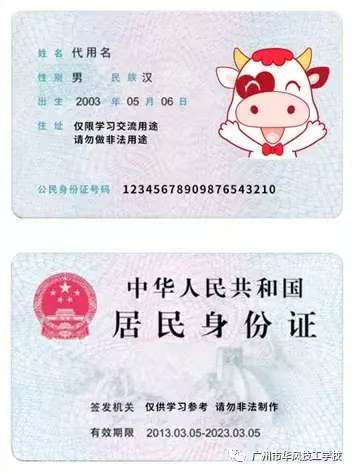 姓名 代用名
性别 男 民族 汉
出生 2003 年 05 月 06 日
住址 仅限学习交流用途
请勿做非法用途
公民身份证号码 12345678909876543210
中华人民共和国
居民身份证
签发机关 仅供学习参考 请勿非法制作
有效期限 2013.03.05-2023.03.05
广州市华风技工学校